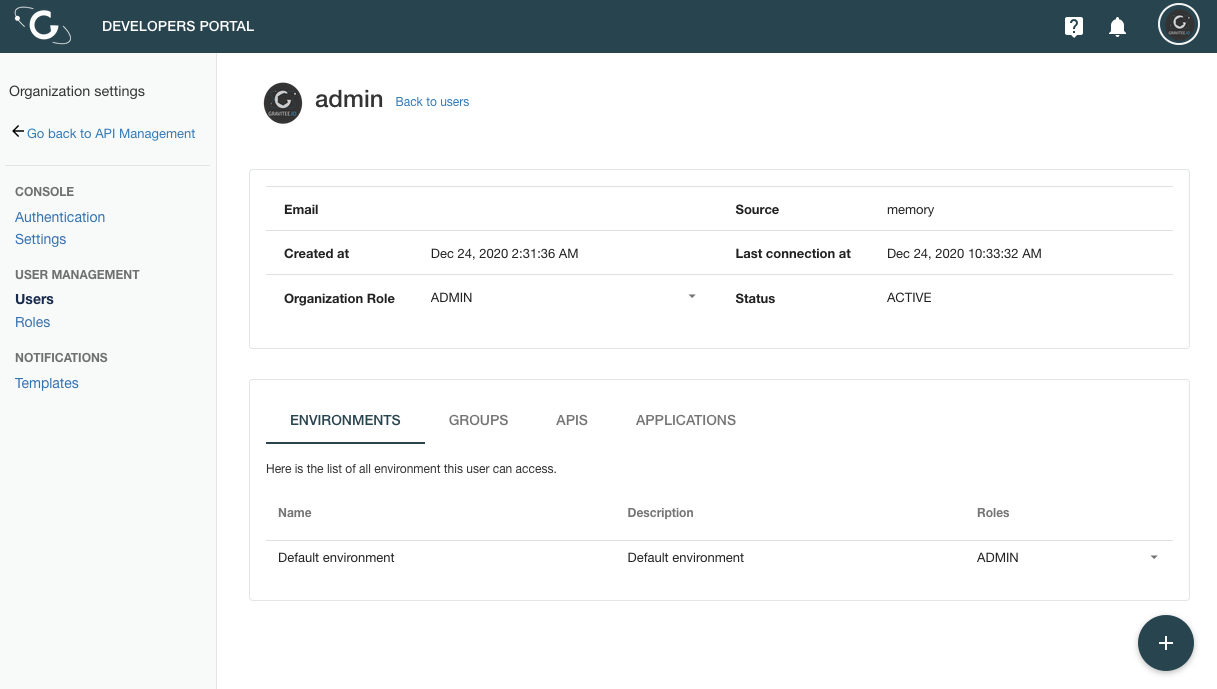 DEVELOPERS PORTAL
Organization settings
Go back to API Management
CONSOLE
Authentication
Settings
USER MANAGEMENT
Users
Roles
NOTIFICATIONS
Templates
admin Back to users
Email Source memory
Created at Dec 24, 2020 2:31:36 AM Last connection at Dec 24, 2020 10:33:32 AM
Organization Role ADMIN Status ACTIVE
ENVIRONMENTS GROUPS APIS APPLICATIONS
Here is the list of all environment this user can access.
Name Description Roles
Default environment Default environment ADMIN